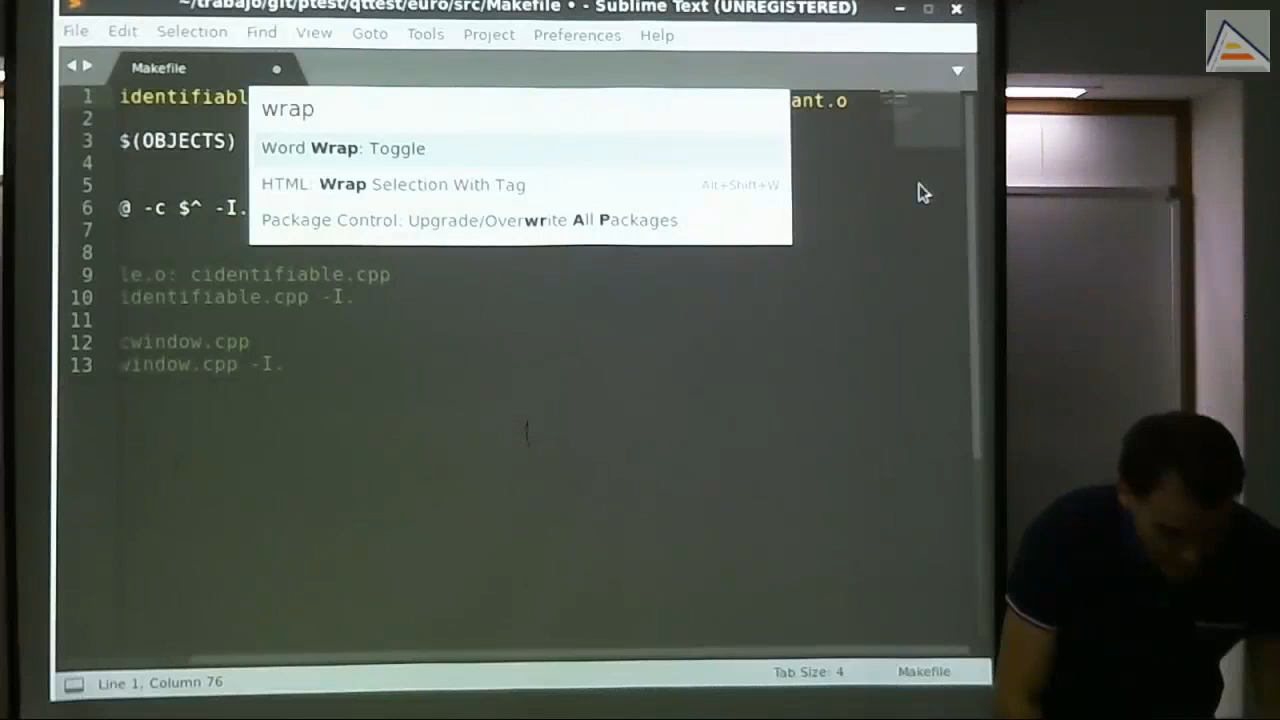 ~/trabajo/git/ptest/qttest/euro/src/Makefile • - Sublime Text (UNREGISTERED)
File Edit Selection Find View Goto Tools Project Preferences Help
Makefile
wrap
Word Wrap: Toggle
HTML: Wrap Selection With Tag Alt+Shift+W
Package Control: Upgrade/Overwrite All Packages
1 identifiabl ant.o
2
3 $(OBJECTS)
4
5
6 @ -c $^ -I.
7
8
9 le.o: cidentifiable.cpp
10 identifiable.cpp -I.
11
12 cwindow.cpp
13 window.cpp -I.
Line 1, Column 76 Tab Size: 4 Makefile